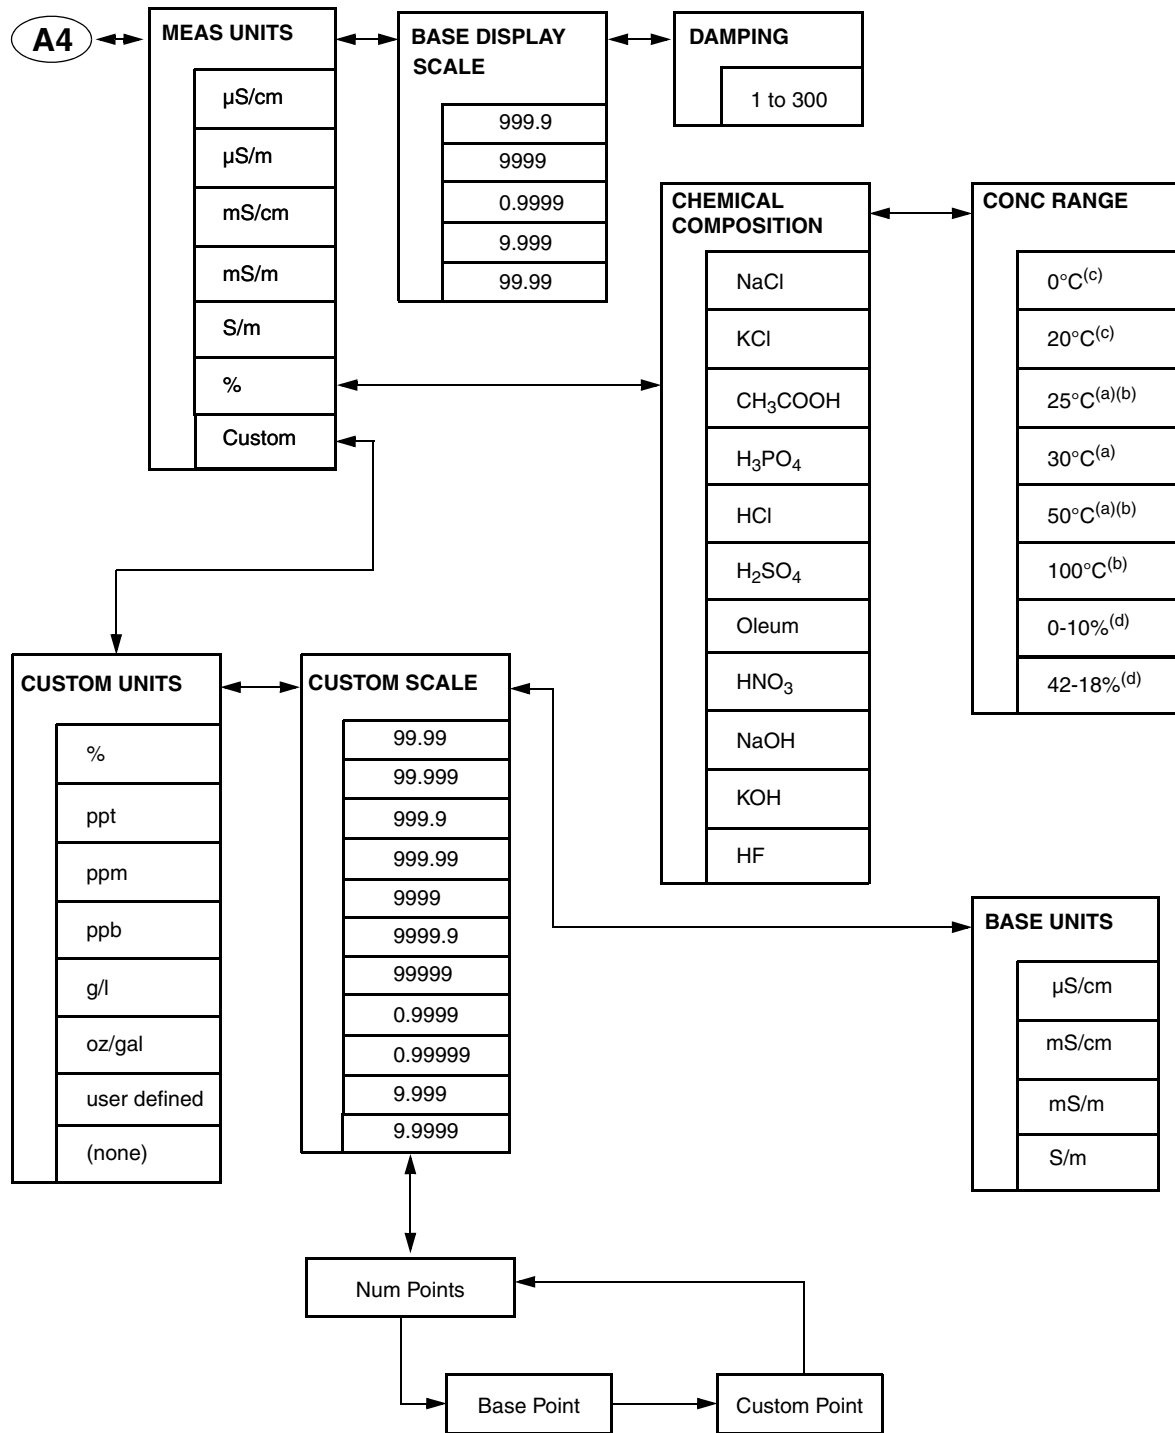 A4
MEAS UNITS
µS/cm
µS/m
mS/cm
mS/m
S/m
%
Custom
BASE DISPLAY
SCALE
999.9
9999
0.9999
9.999
99.99
DAMPING
1 to 300
CHEMICAL
COMPOSITION
NaCl
KCl
CH₃COOH
H₃PO₄
HCl
H₂SO₄
Oleum
HNO₃
NaOH
KOH
HF
CONC RANGE
0°C(c)
20°C(c)
25°C(a)(b)
30°C(a)
50°C(a)(b)
100°C(b)
0-10%(d)
42-18%(d)
CUSTOM UNITS
%
ppt
ppm
ppb
g/l
oz/gal
user defined
(none)
CUSTOM SCALE
99.99
99.999
999.9
999.99
9999
9999.9
99999
0.9999
0.99999
9.999
9.9999
BASE UNITS
µS/cm
mS/cm
mS/m
S/m
Num Points
Base Point
Custom Point